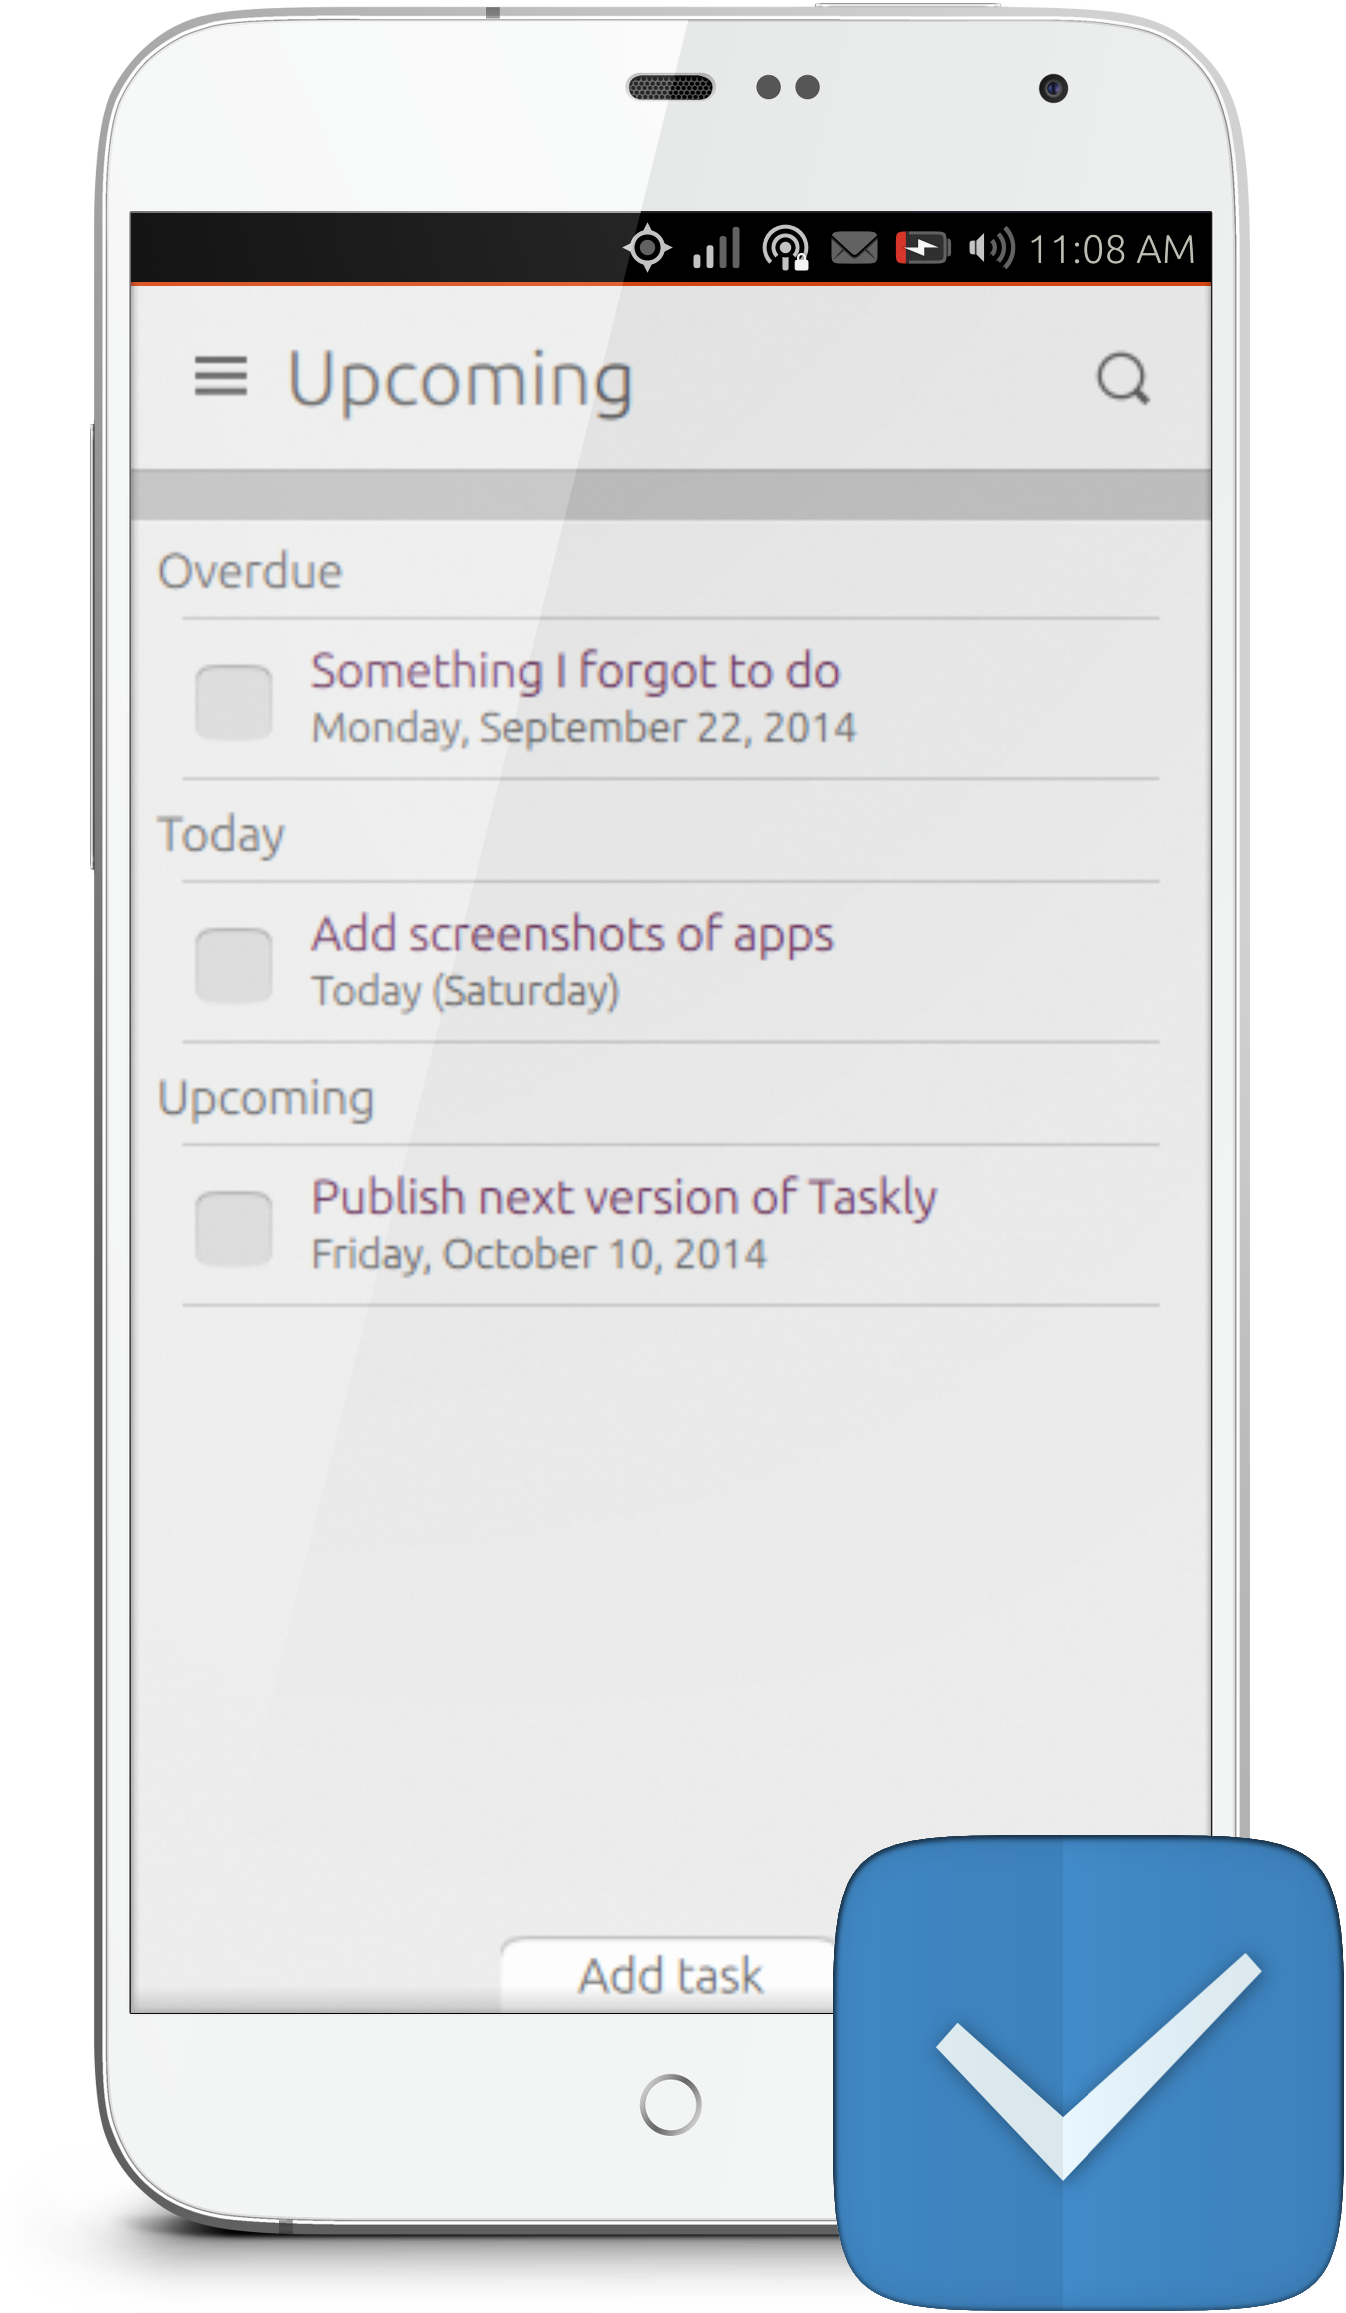 11:08 AM
Upcoming
Overdue
Something I forgot to do
Monday, September 22, 2014
Today
Add screenshots of apps
Today (Saturday)
Upcoming
Publish next version of Taskly
Friday, October 10, 2014
Add task